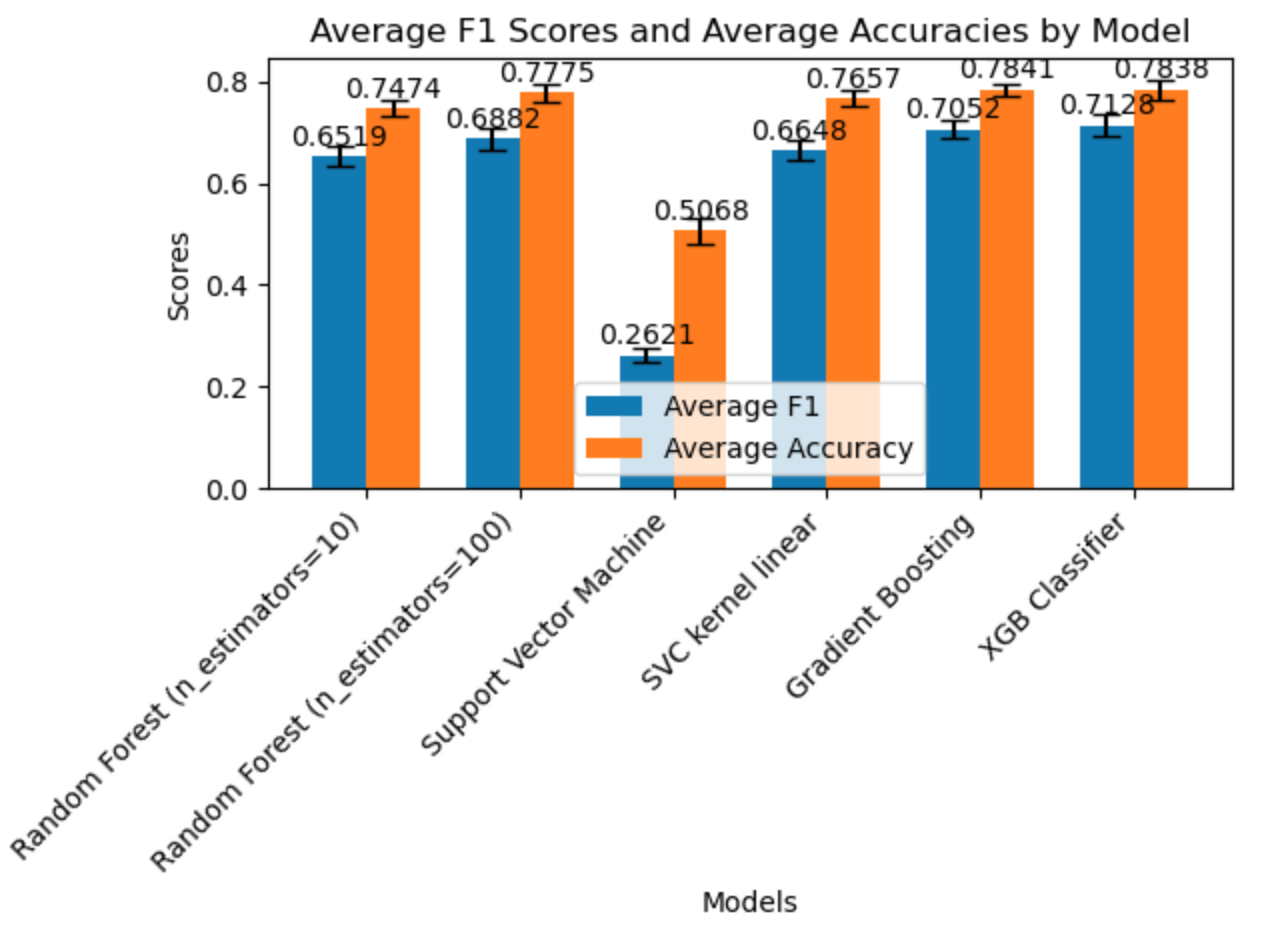 Average F1 Scores and Average Accuracies by Model
Scores
0.8
0.6
0.4
0.2
0.0
0.6519
0.7474
0.6882
0.7775
0.2621
0.5068
0.6648
0.7657
0.7052
0.7841
0.7128
0.7838
Average F1
Average Accuracy
Random Forest (n_estimators=10)
Random Forest (n_estimators=100)
Support Vector Machine
SVC kernel linear
Gradient Boosting
XGB Classifier
Models